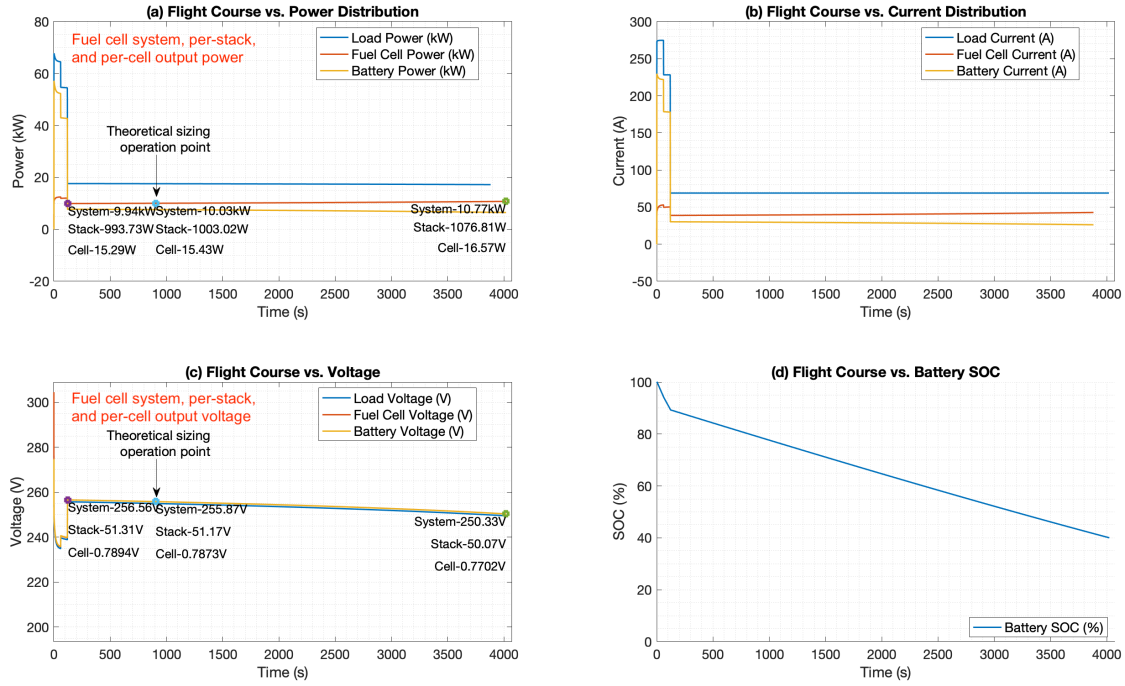 (a) Flight Course vs. Power Distribution
Fuel cell system, per-stack,
and per-cell output power
Load Power (kW)
Fuel Cell Power (kW)
Battery Power (kW)
Theoretical sizing
operation point
System-9.94kW
Stack-993.73W
Cell-15.29W
System-10.03kW
Stack-1003.02W
Cell-15.43W
System-10.77kW
Stack-1076.81W
Cell-16.57W
Power (kW)
80
60
40
20
0
-20
0 500 1000 1500 2000 2500 3000 3500 4000
Time (s)
(b) Flight Course vs. Current Distribution
Load Current (A)
Fuel Cell Current (A)
Battery Current (A)
Current (A)
300
250
200
150
100
50
0
-50
0 500 1000 1500 2000 2500 3000 3500 4000
Time (s)
(c) Flight Course vs. Voltage
Fuel cell system, per-stack,
and per-cell output voltage
Load Voltage (V)
Fuel Cell Voltage (V)
Battery Voltage (V)
Theoretical sizing
operation point
System-256.56V
Stack-51.31V
Cell-0.7894V
System-255.87V
Stack-51.17V
Cell-0.7873V
System-250.33V
Stack-50.07V
Cell-0.7702V
Voltage (V)
300
280
260
240
220
200
0 500 1000 1500 2000 2500 3000 3500 4000
Time (s)
(d) Flight Course vs. Battery SOC
SOC (%)
100
80
60
40
20
0
Battery SOC (%)
0 500 1000 1500 2000 2500 3000 3500 4000
Time (s)